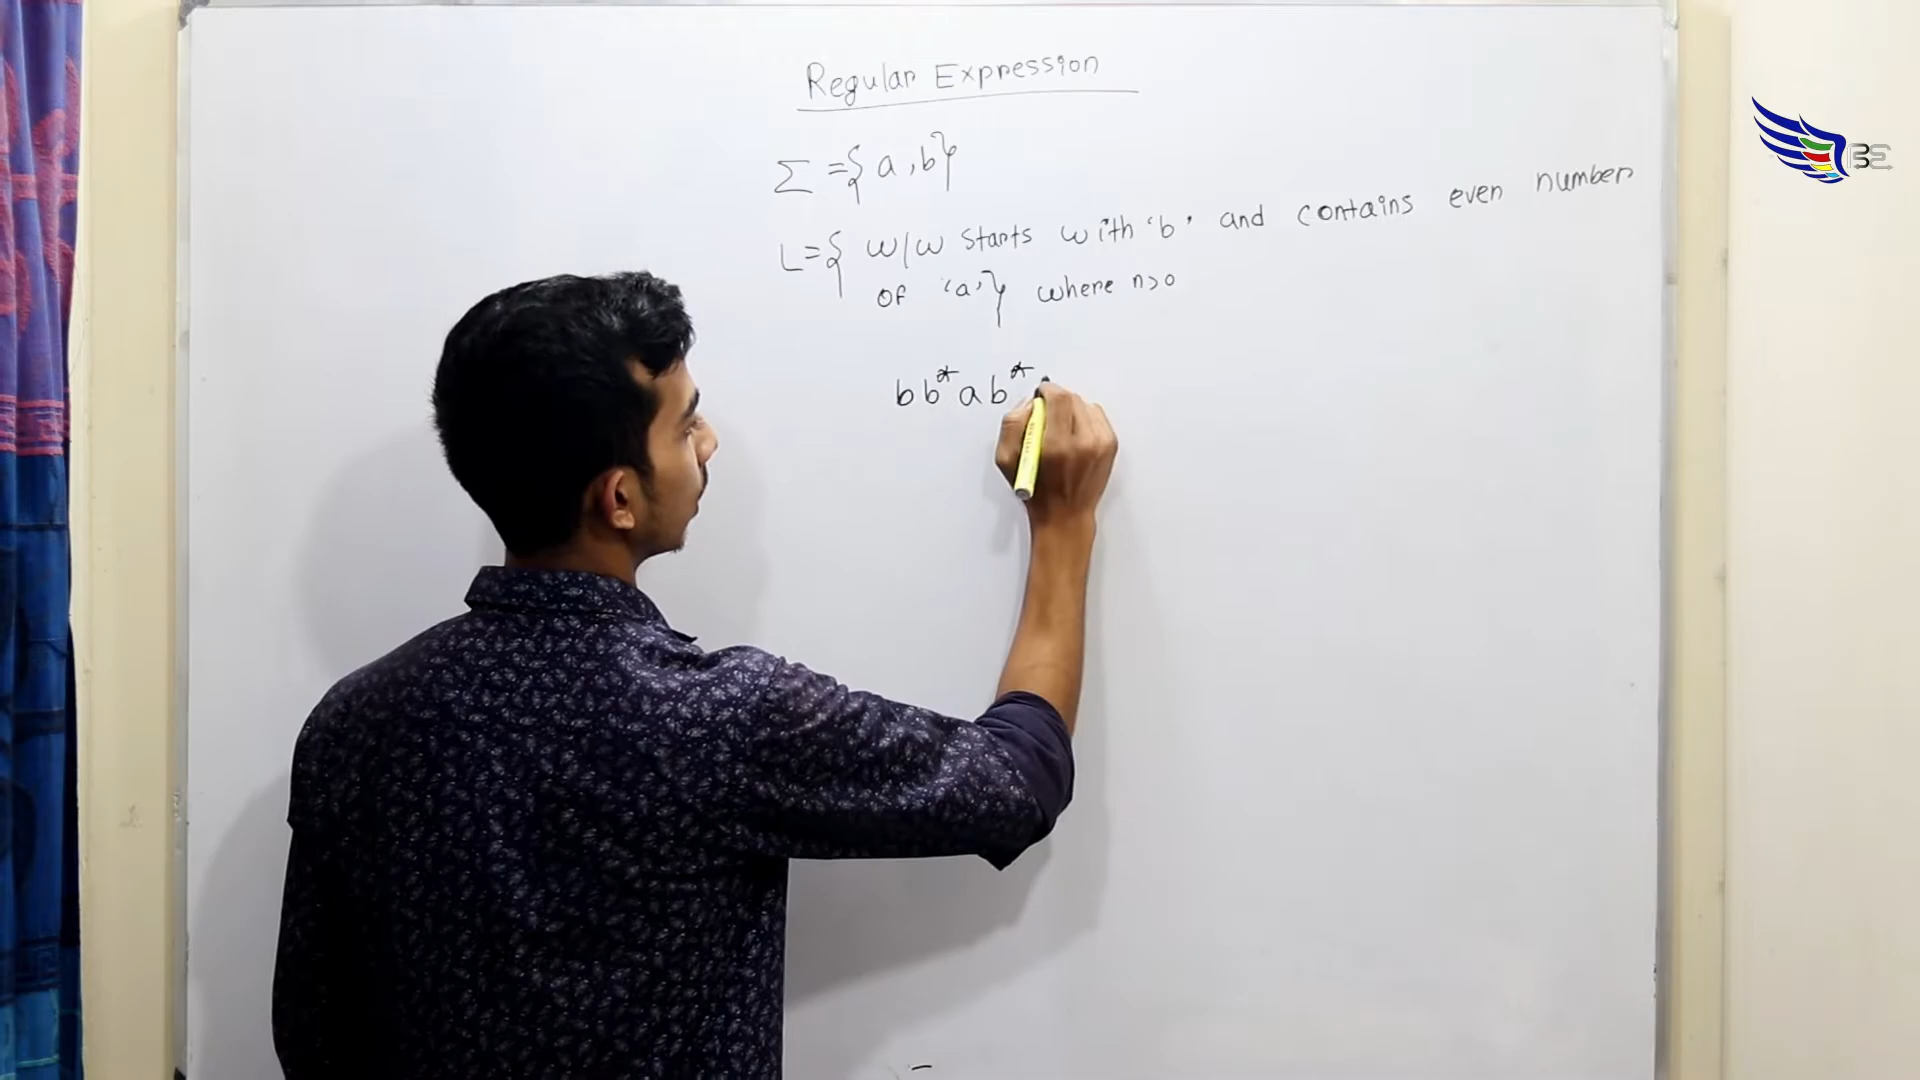 Regular Expression
Σ = { a , b }
L = { w/w starts with 'b' and contains even number
of 'a' } where n>0
b b* a b*